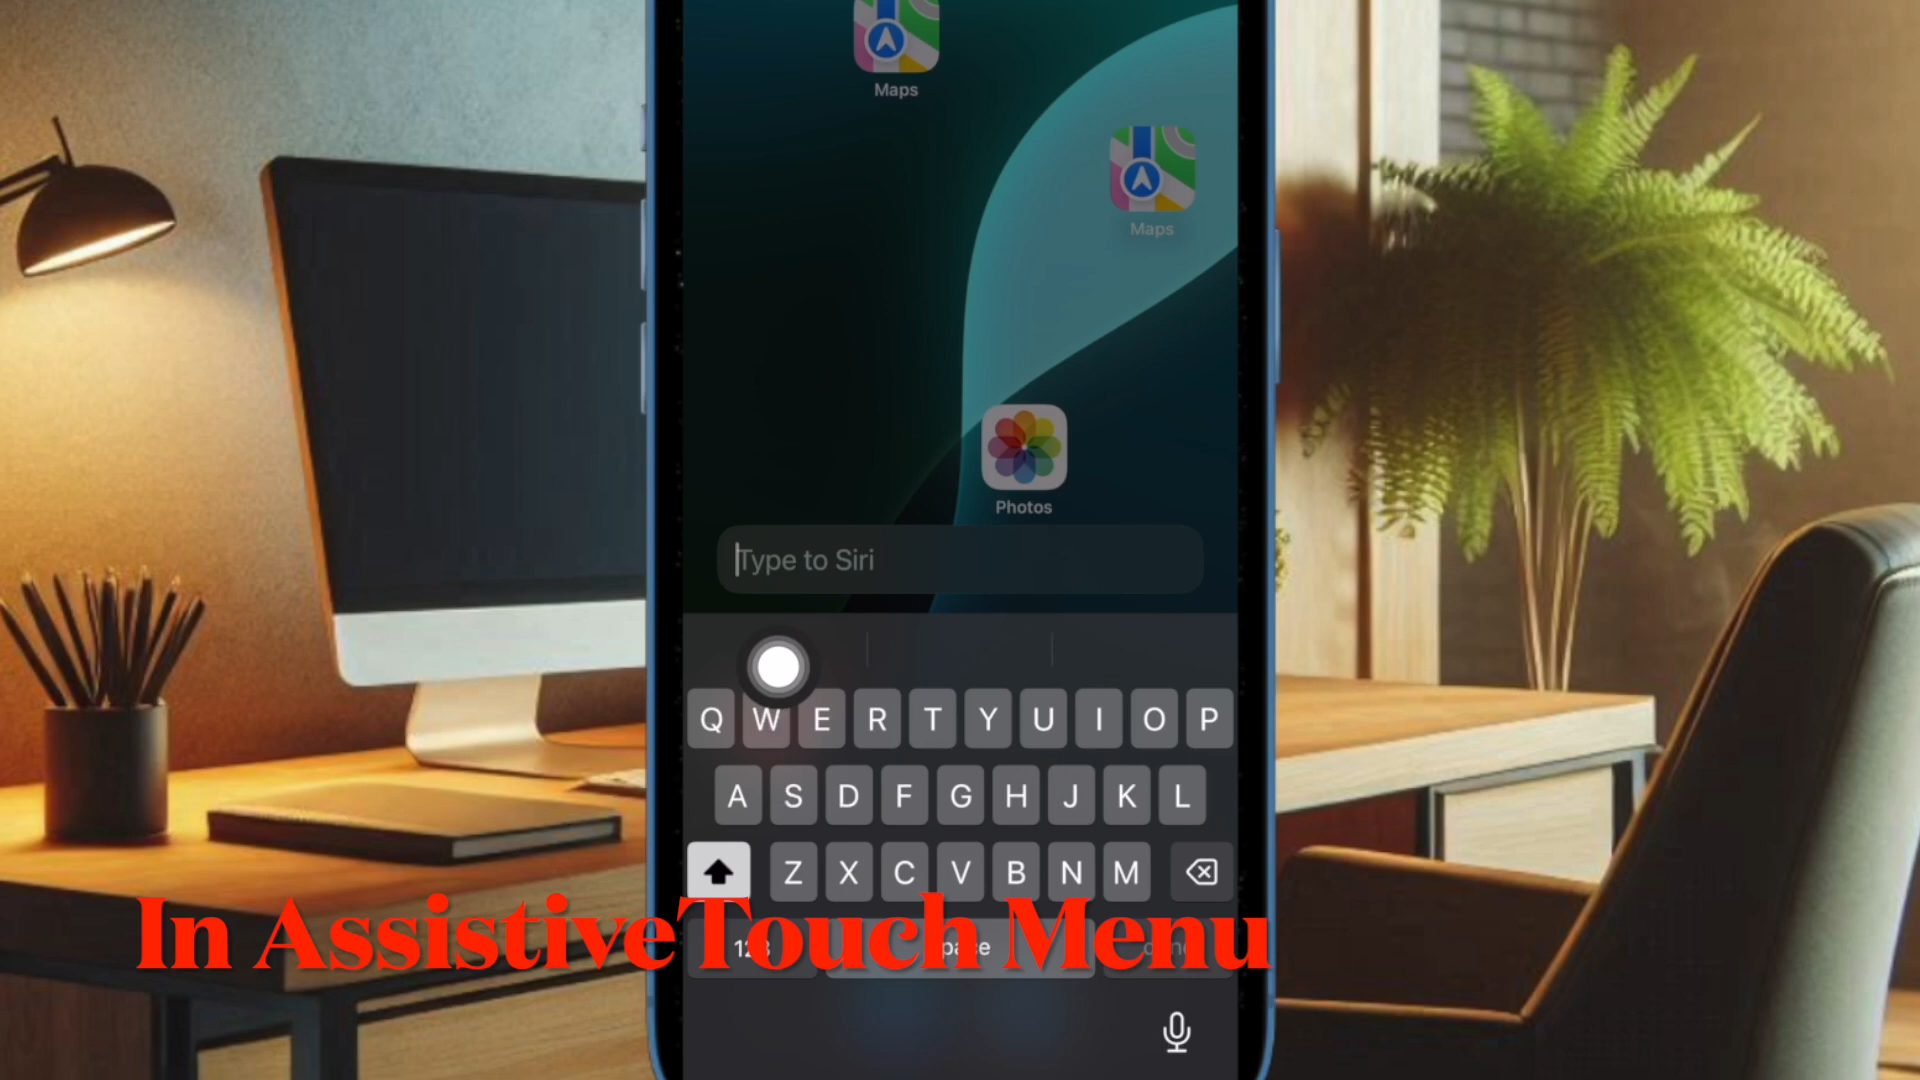 Maps
Maps
Photos
Type to Siri
Q W E R T Y U I O P
A S D F G H J K L
Z X C V B N M
In AssistiveTouch Menu